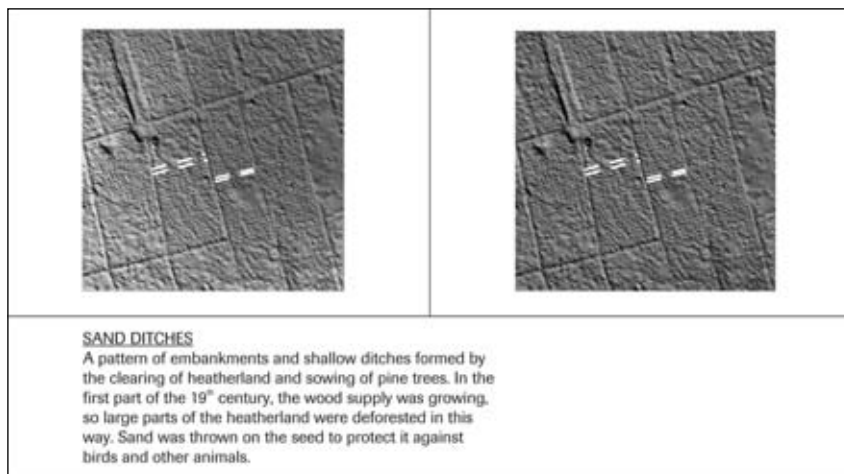 SAND DITCHES
A pattern of embankments and shallow ditches formed by
the clearing of heatherland and sowing of pine trees. In the
first part of the 19th century, the wood supply was growing,
so large parts of the heatherland were deforested in this
way. Sand was thrown on the seed to protect it against
birds and other animals.